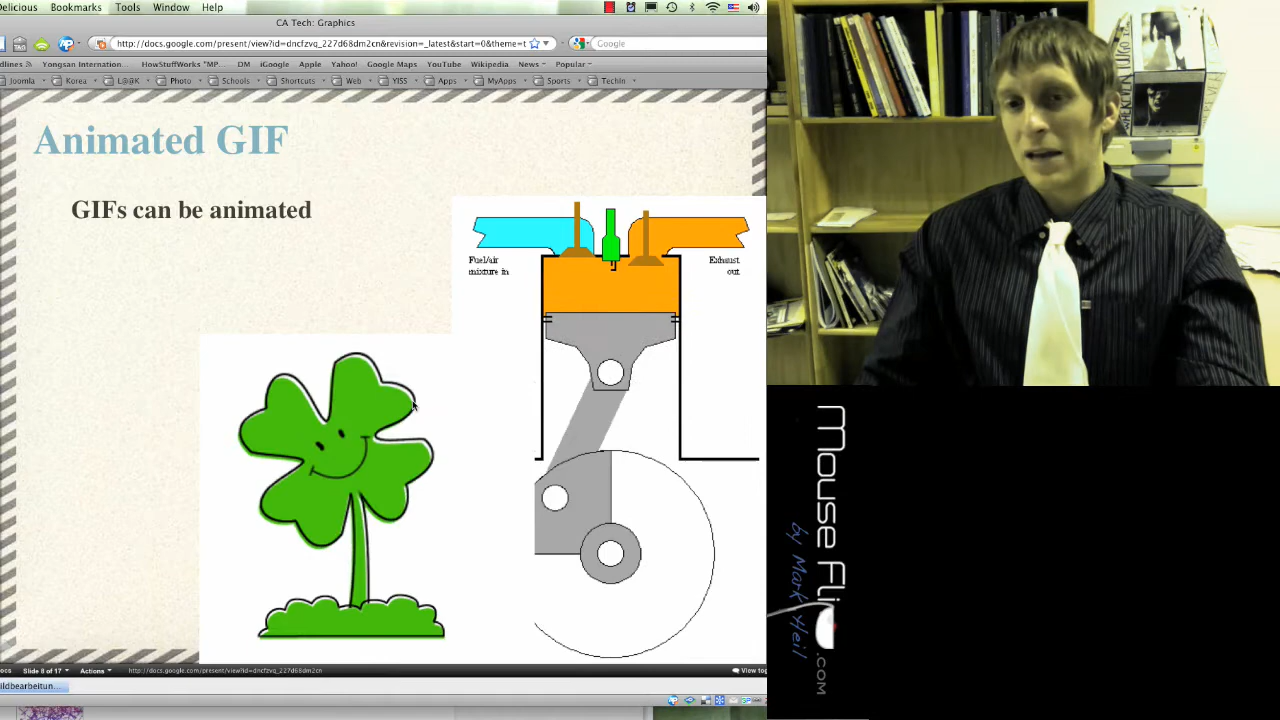 Delicious Bookmarks Tools Window Help
CA Tech: Graphics
http://docs.google.com/present/view?id=dncfzvq_227d68dm2cn&revision=_latest&start=0&theme=t
Google
dlines Yongsan Internation... HowStuffWorks "MP... DM iGoogle Apple Yahoo! Google Maps YouTube Wikipedia News Popular
Joomla Korea L@&K Photo Schools Shortcuts Web YISS Apps MyApps Sports TechIn
Animated GIF
GIFs can be animated
Fuel/air
mixture in
Exhaust
out
Slide 8 of 17 Actions http://docs.google.com/present/view?id=dncfzvq_227d68dm2cn
View tog
ildbearbeitun...
Mouse Fli
.COM
by Mark Heil